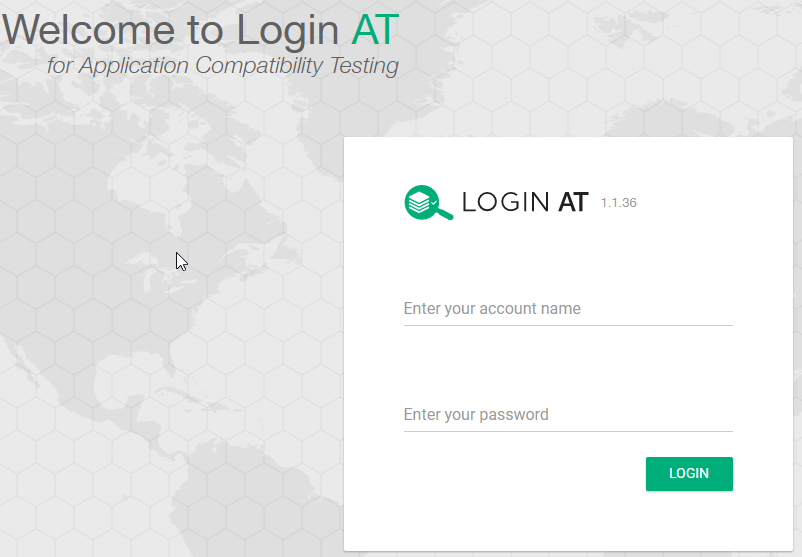 Welcome to Login AT
for Application Compatibility Testing
LOGIN AT 1.1.36
Enter your account name
Enter your password
LOGIN